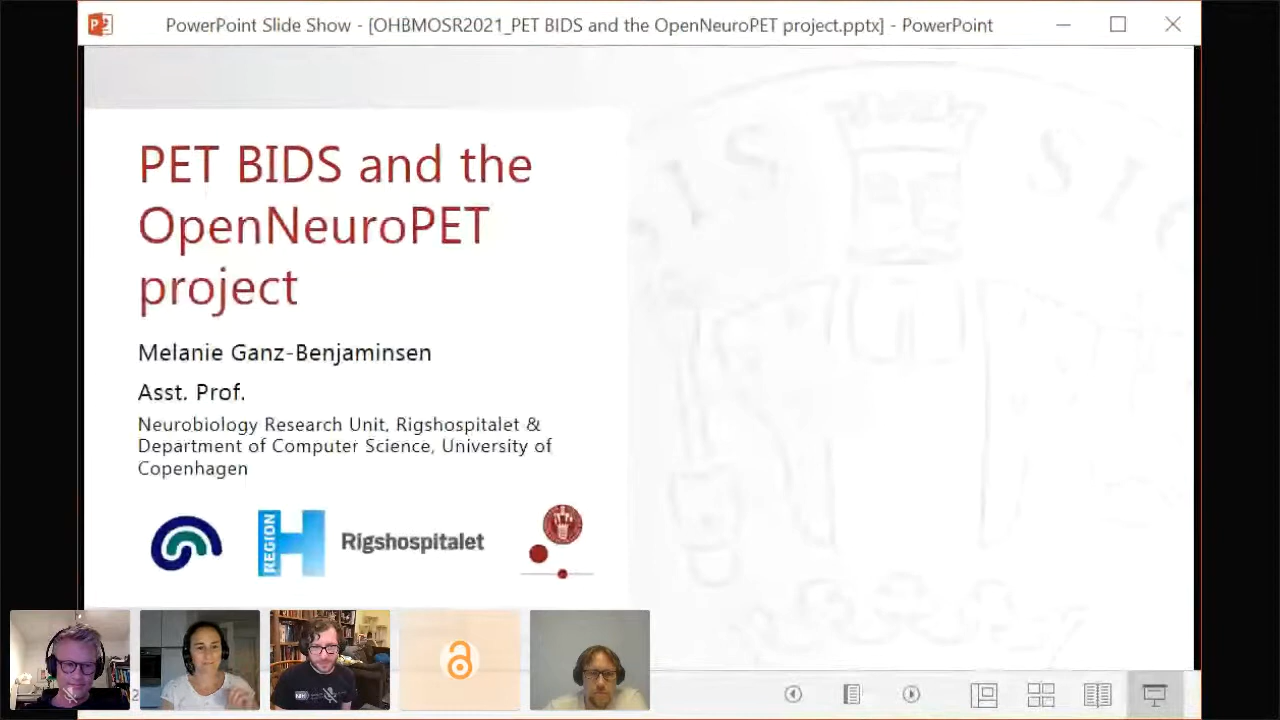 PowerPoint Slide Show - [OHBMOSR2021_PET BIDS and the OpenNeuroPET project.pptx] - PowerPoint
PET BIDS and the
OpenNeuroPET
project
Melanie Ganz-Benjaminsen
Asst. Prof.
Neurobiology Research Unit, Rigshospitalet &
Department of Computer Science, University of
Copenhagen
REGION
H
Rigshospitalet
NIH